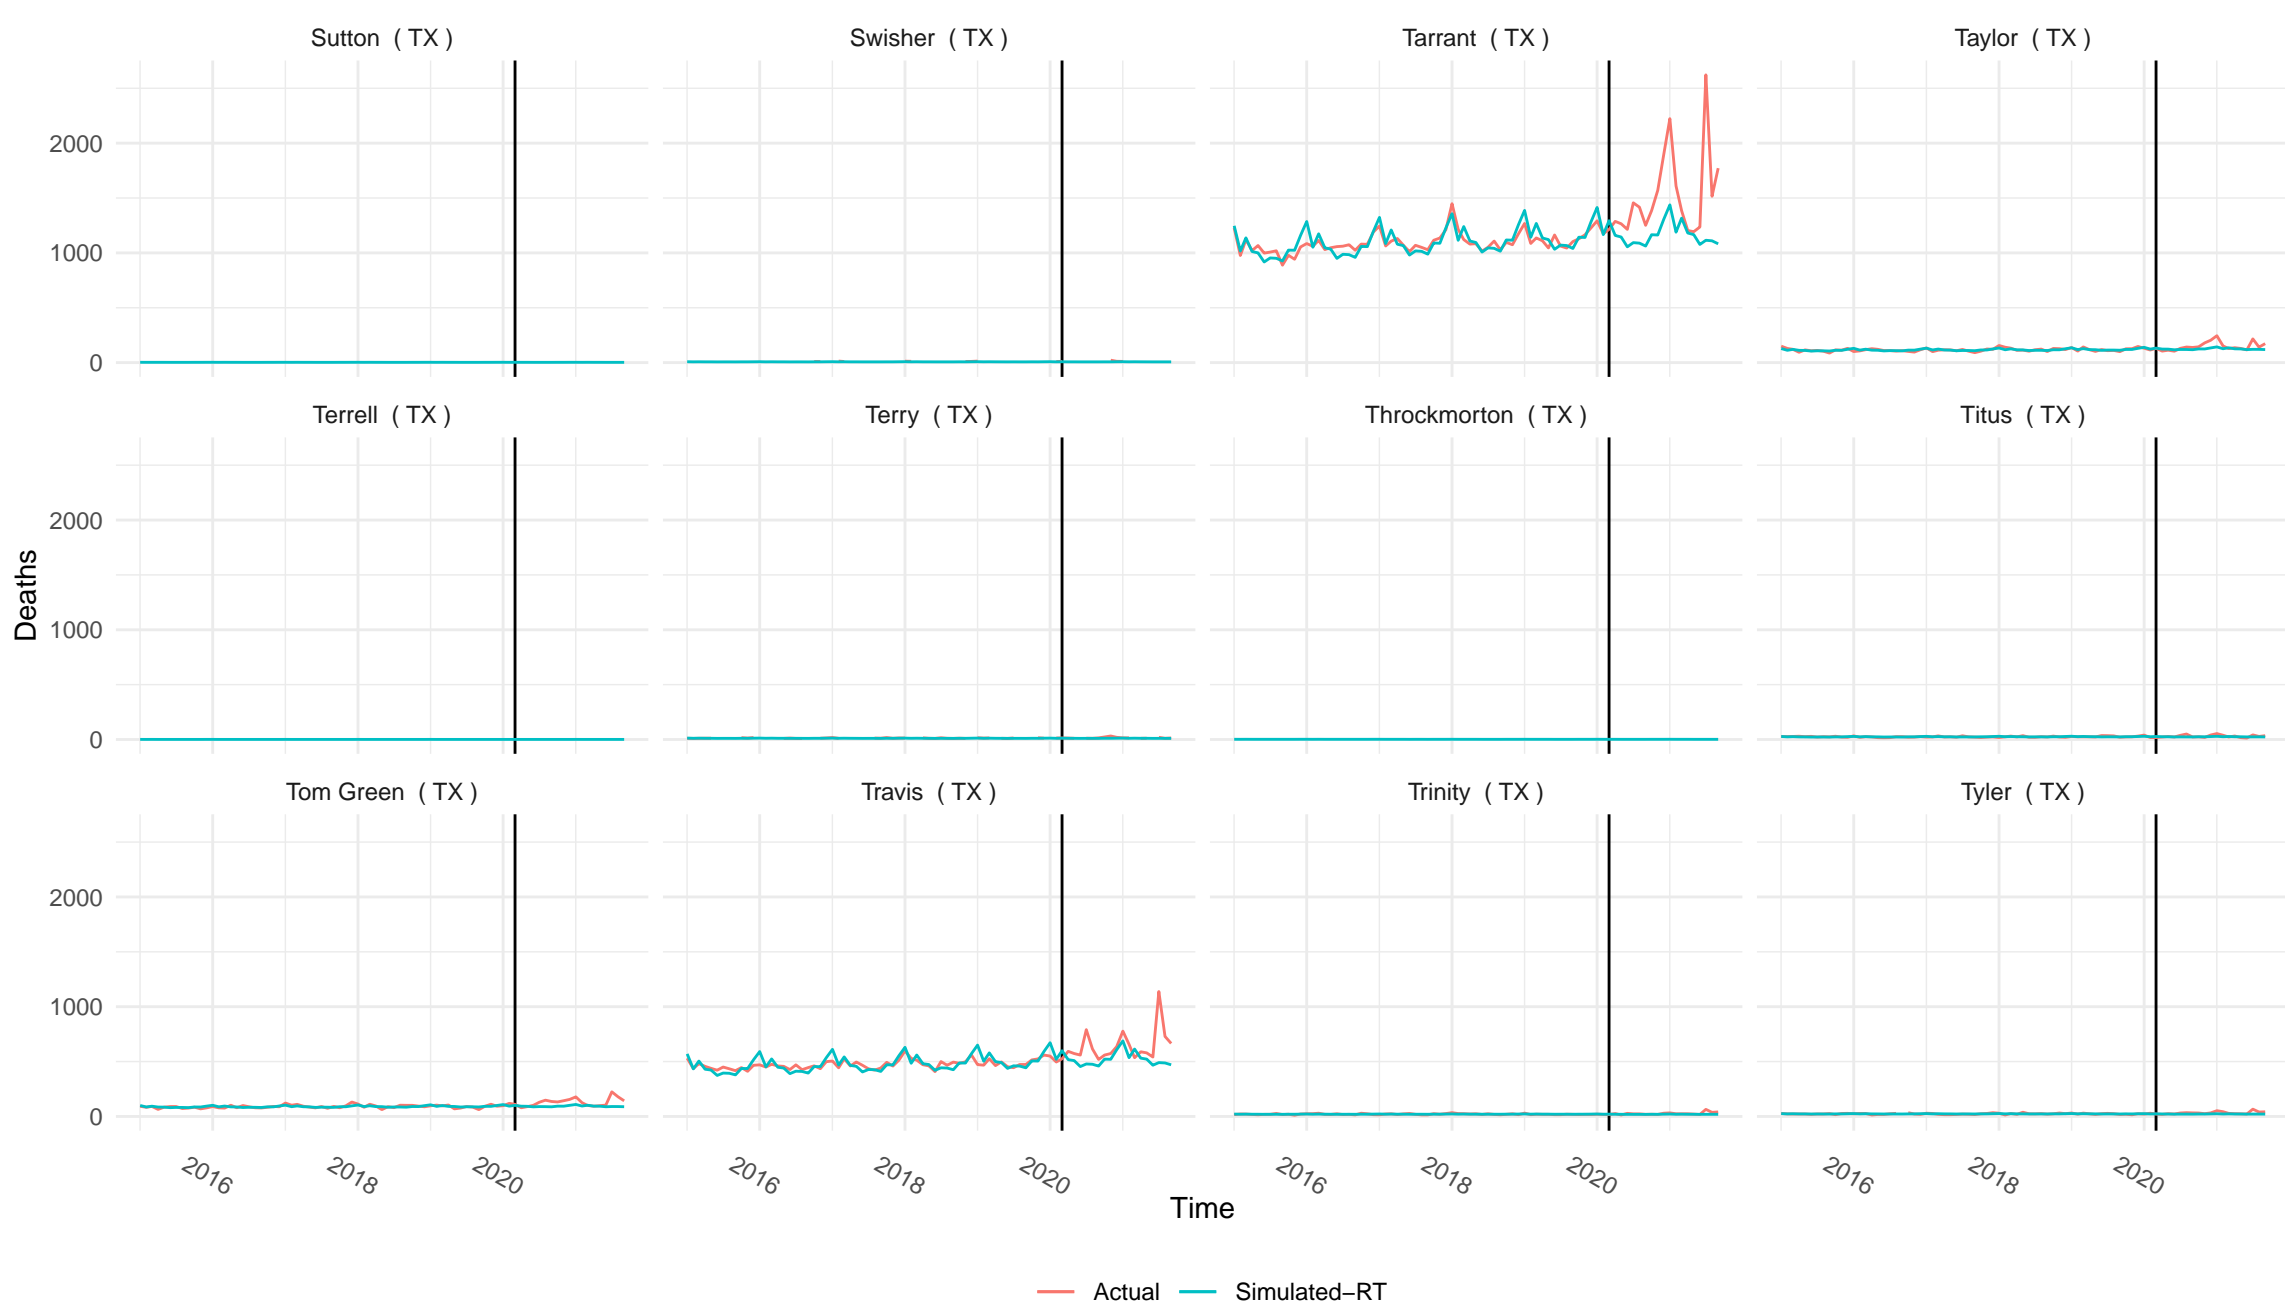 Sutton  ( TX )
Swisher  ( TX )
Tarrant  ( TX )
Taylor  ( TX )
2000
1000
0
Terrell  ( TX )
Terry  ( TX )
Throckmorton  ( TX )
Titus  ( TX )
2000
1000
0
Deaths
Tom Green  ( TX )
Travis  ( TX )
Trinity  ( TX )
Tyler  ( TX )
2000
1000
0
2016 2018 2020
2016 2018 2020
2016 2018 2020
2016 2018 2020
Time
Actual
Simulated−RT